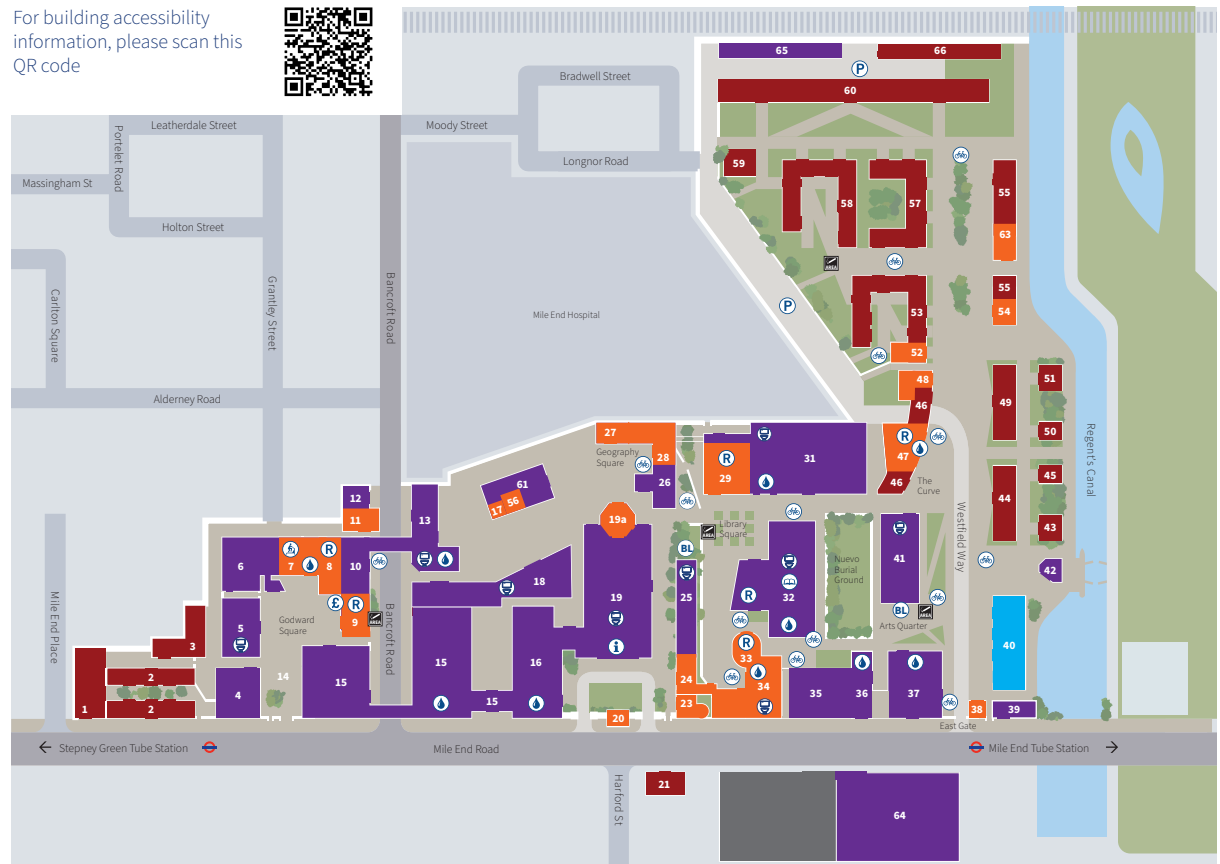 For building accessibility
information, please scan this
QR code
65
66
P
60
Bradwell Street
Leatherdale Street
Moody Street
Portelet Road
Longnor Road
59
Massingham St
55
58
57
Holton Street
63
AREA
Carlton Square
Grantley Street
Bancroft Road
Mile End Hospital
P
55
54
53
52
48
51
Alderney Road
46
49
27
R
50
Regent's Canal
Geography
Square
28
R
29
31
47
61
26
46
The
Curve
45
44
12
56
17
11
13
19a
AREA
Library
Square
43
Westfield Way
BL
41
6
7
R
8
10
18
Nuevo
Burial
Ground
42
25
R
32
£
R
9
19
BL
AREA
AREA
Arts Quarter
Mile End Place
5
Godward
Square
Bancroft Road
R
33
40
3
i
15
16
2
14
15
24
34
4
35
36
37
1
2
15
23
20
38
39
East Gate
← Stepney Green Tube Station
Mile End Road
Mile End Tube Station →
Harford St
21
64